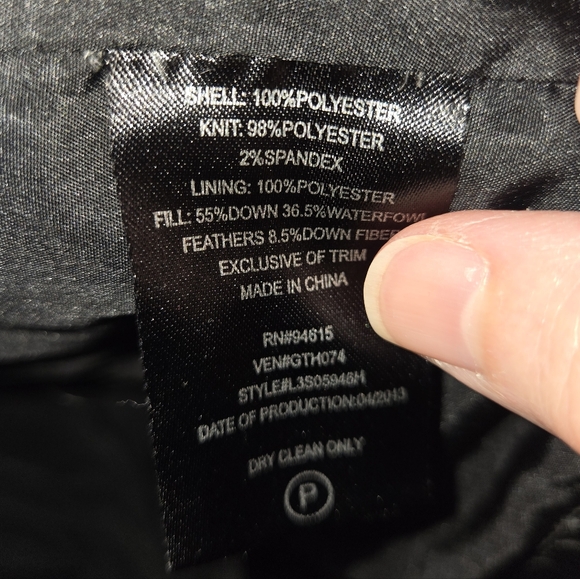 SHELL: 100%POLYESTER
KNIT: 98%POLYESTER
2%SPANDEX
LINING: 100%POLYESTER
FILL: 55%DOWN 36.5%WATERFOWL
FEATHERS 8.5%DOWN FIBER
EXCLUSIVE OF TRIM
MADE IN CHINA
RN#94615
VEN#GTH074
STYLE#L3S05946H
DATE OF PRODUCTION:04/2013
DRY CLEAN ONLY
P